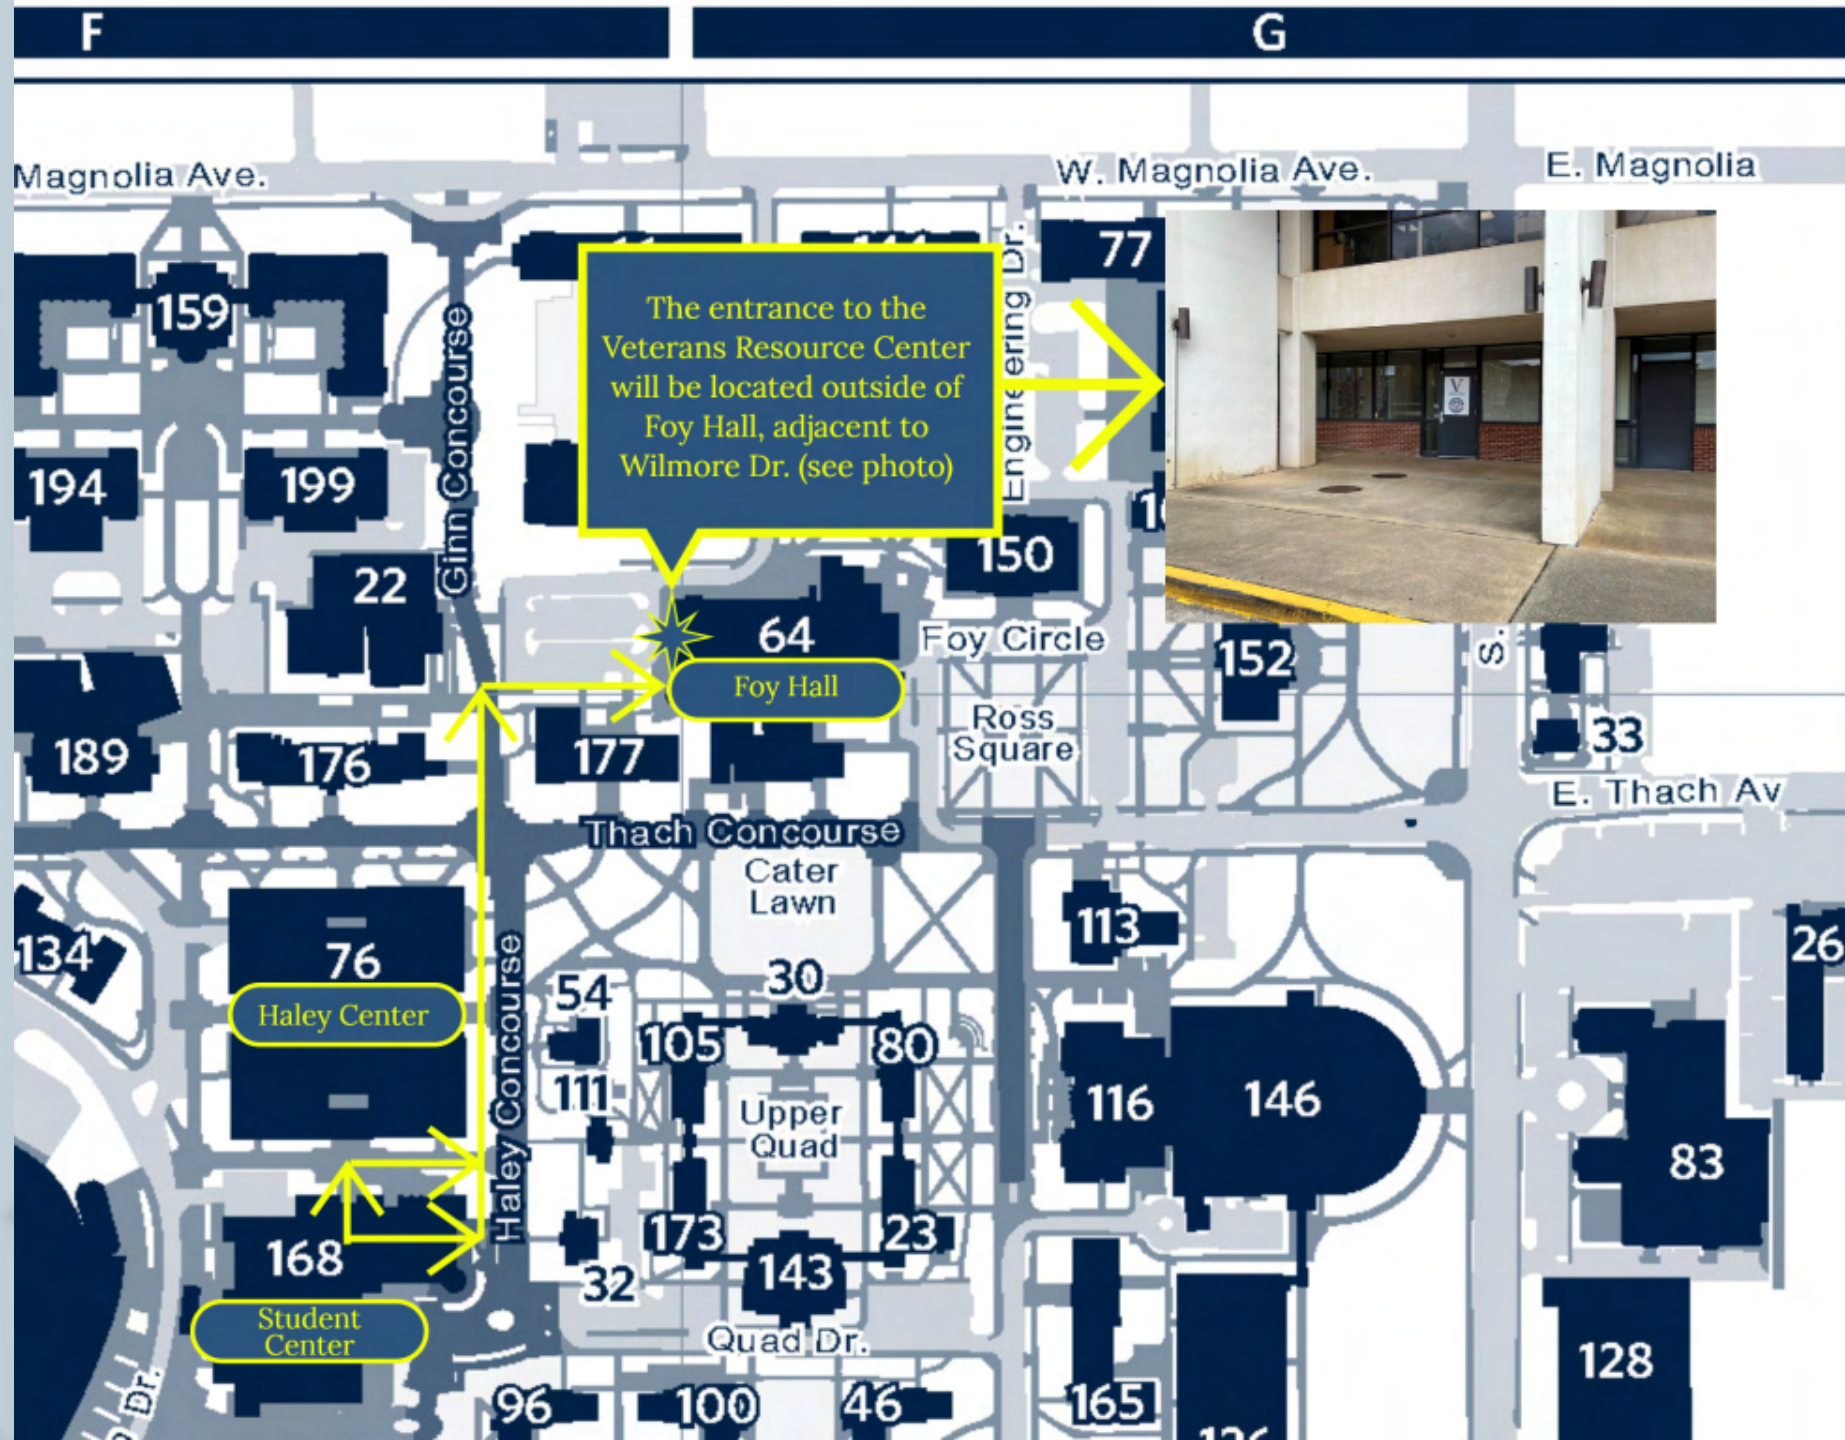 F
G
Magnolia Ave.
W. Magnolia Ave.
E. Magnolia
77
159
The entrance to the
Veterans Resource Center
will be located outside of
Foy Hall, adjacent to
Wilmore Dr. (see photo)
Engineering Dr.
Ginn Concourse
V
194
199
150
22
64
Foy Circle
152
S.
Foy Hall
Ross
Square
33
189
176
177
E. Thach Av
Thach Concourse
Cater
Lawn
134
76
113
26
30
54
Haley Center
Haley Concourse
105
80
111
116
146
Upper
Quad
83
168
173
23
143
32
Student
Center
Quad Dr.
128
Dr.
96
100
46
165
126